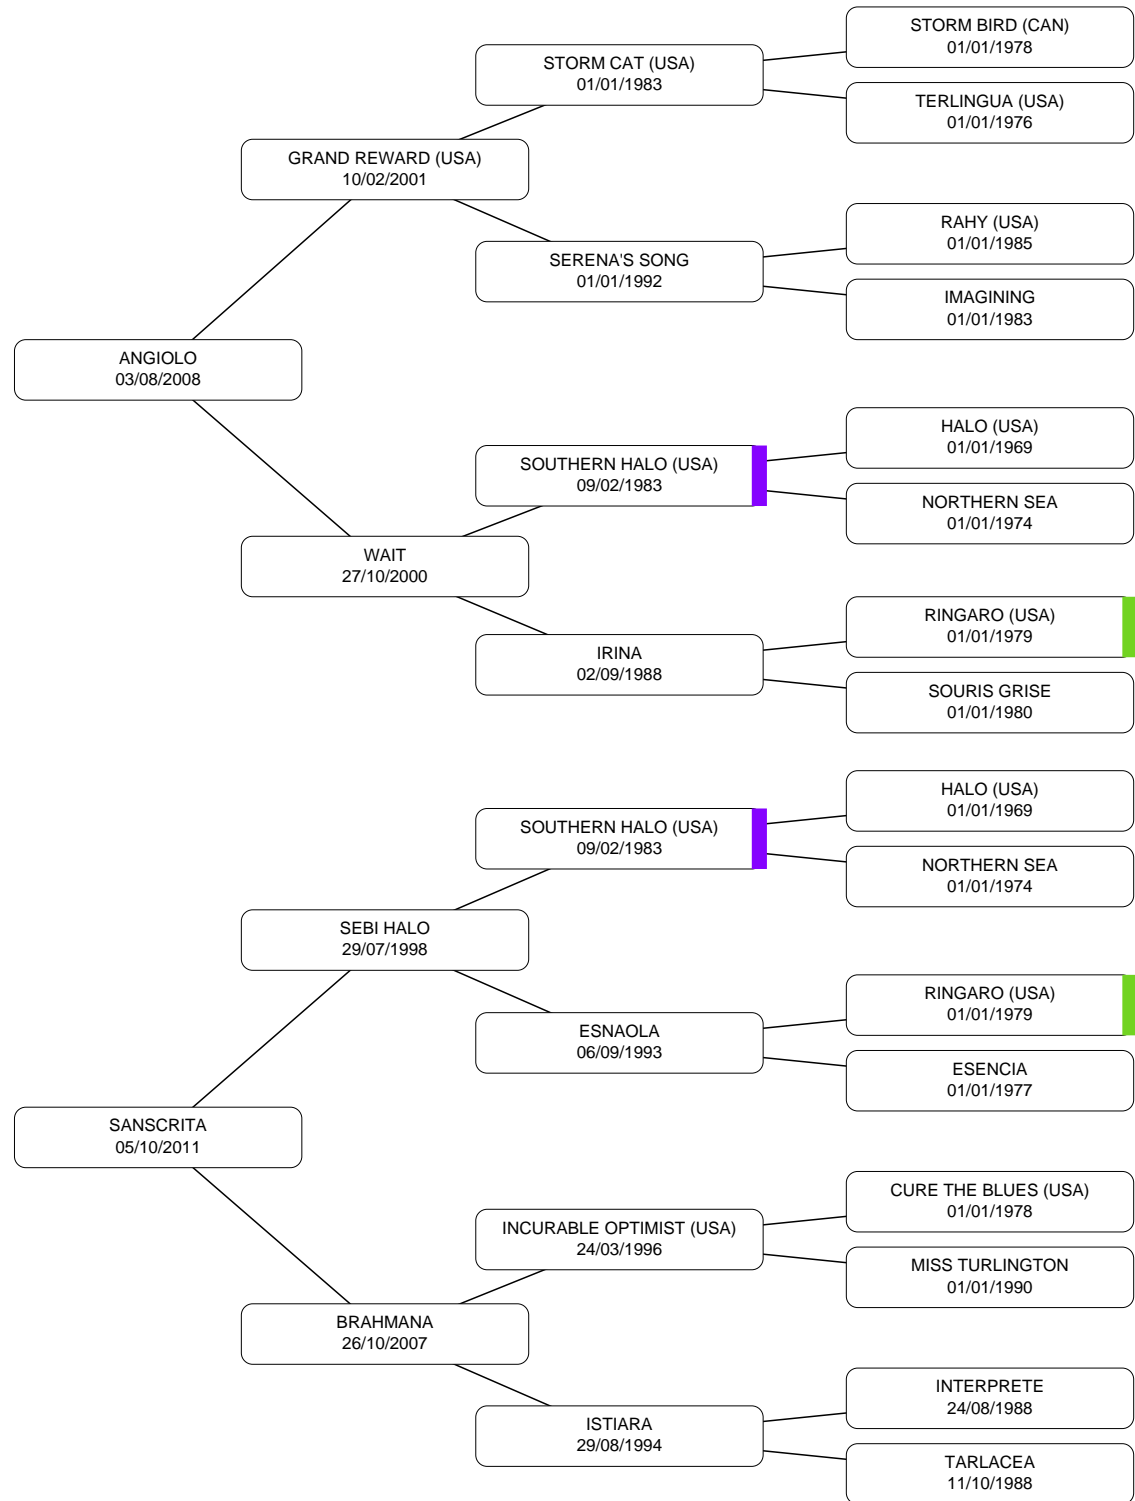 STORM BIRD (CAN)
01/01/1978
STORM CAT (USA)
01/01/1983
TERLINGUA (USA)
01/01/1976
GRAND REWARD (USA)
10/02/2001
RAHY (USA)
01/01/1985
SERENA'S SONG
01/01/1992
IMAGINING
01/01/1983
ANGIOLO
03/08/2008
HALO (USA)
01/01/1969
SOUTHERN HALO (USA)
09/02/1983
NORTHERN SEA
01/01/1974
WAIT
27/10/2000
RINGARO (USA)
01/01/1979
IRINA
02/09/1988
SOURIS GRISE
01/01/1980
HALO (USA)
01/01/1969
SOUTHERN HALO (USA)
09/02/1983
NORTHERN SEA
01/01/1974
SEBI HALO
29/07/1998
RINGARO (USA)
01/01/1979
ESNAOLA
06/09/1993
ESENCIA
01/01/1977
SANSCRITA
05/10/2011
CURE THE BLUES (USA)
01/01/1978
INCURABLE OPTIMIST (USA)
24/03/1996
MISS TURLINGTON
01/01/1990
BRAHMANA
26/10/2007
INTERPRETE
24/08/1988
ISTIARA
29/08/1994
TARLACEA
11/10/1988